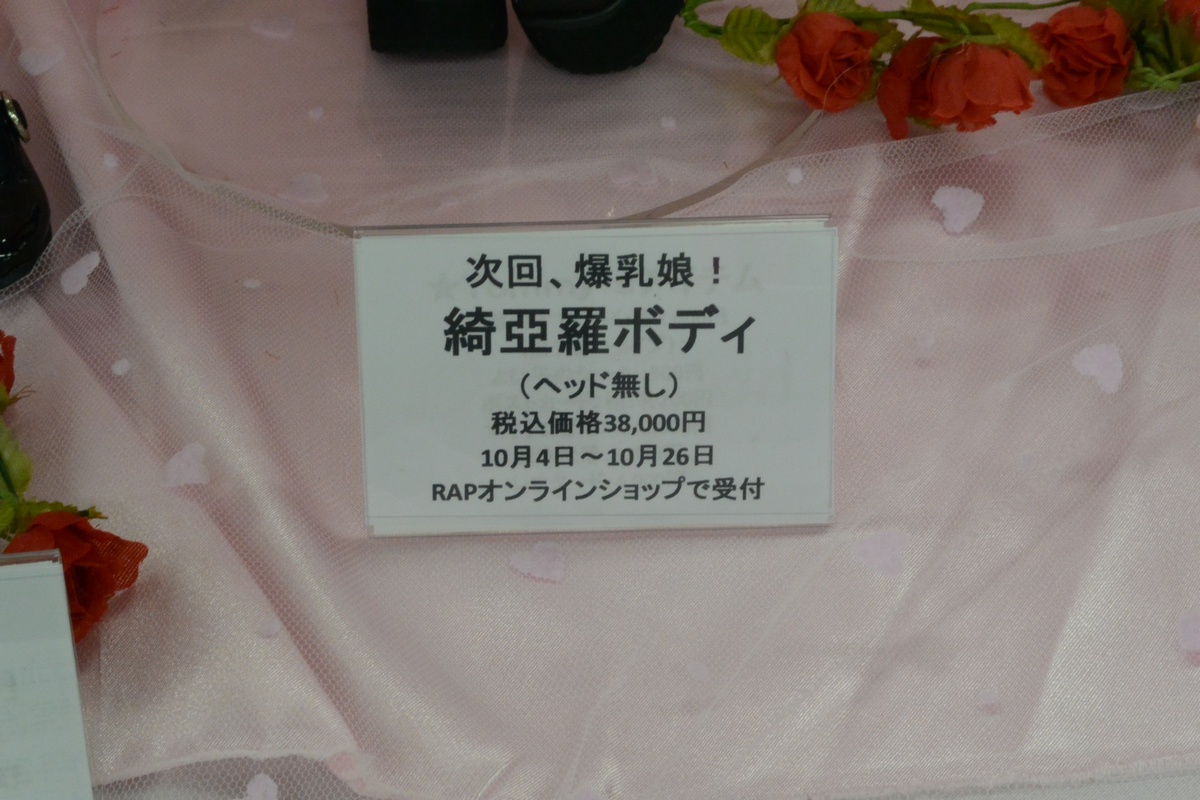 次回、爆乳娘！
綺亞羅ボディ
（ヘッド無し）
税込価格38,000円
10月4日～10月26日
RAPオンラインショップで受付